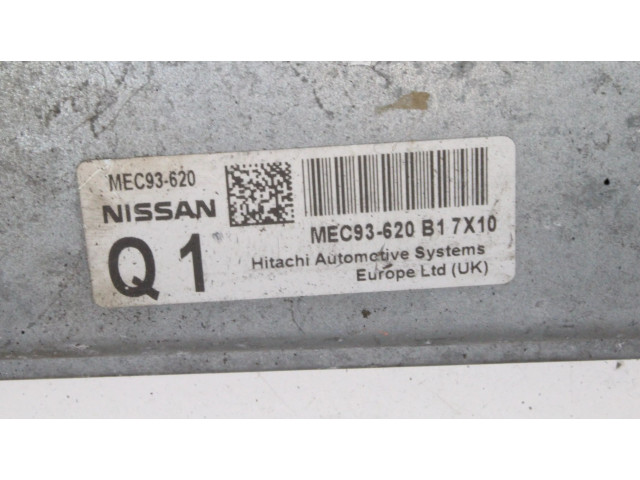 MEC93-620
NISSAN
Q1
MEC93-620 B1 7X10
Hitachi Automotive Systems
Europe Ltd (UK)